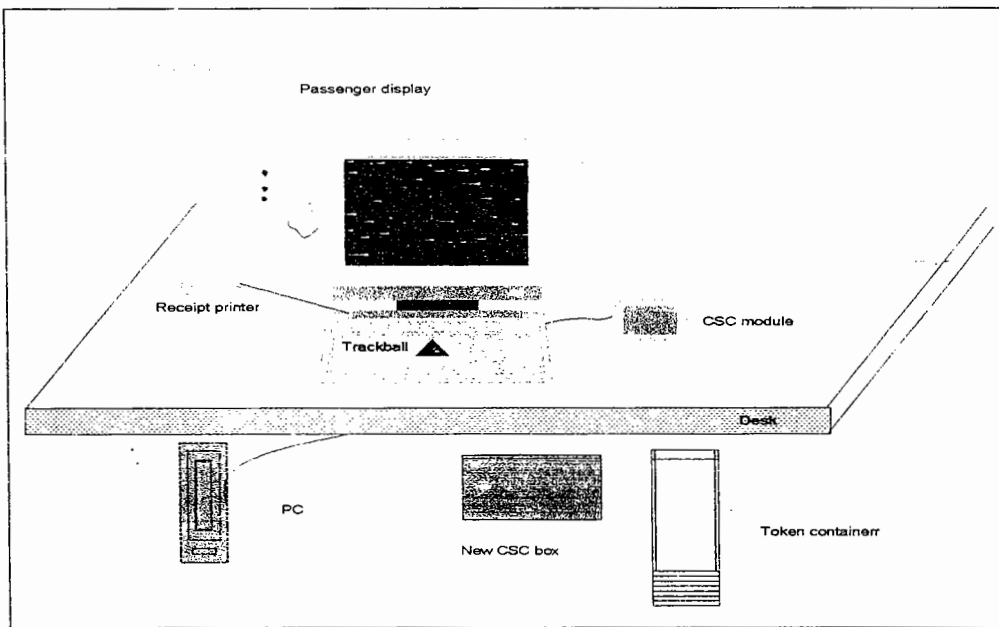 Passenger display
Receipt printer
CSC module
Trackball
Desk
PC
New CSC box
Token containerr